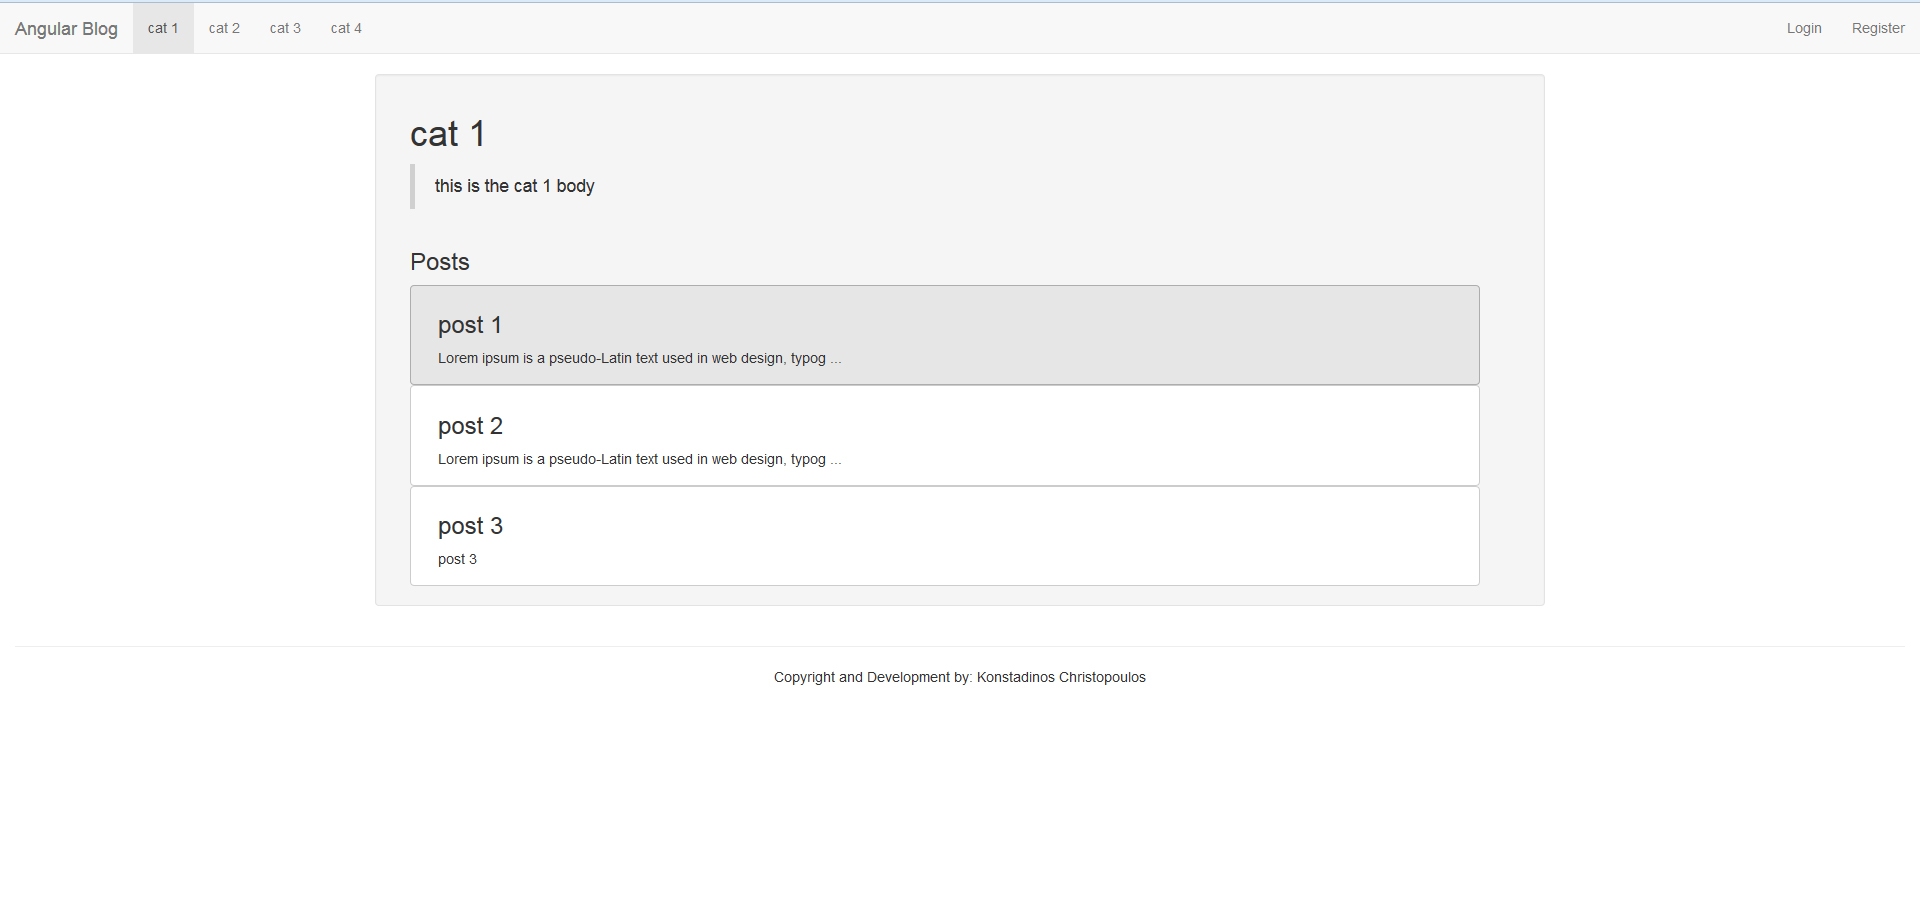 Angular Blog cat 1 cat 2 cat 3 cat 4 Login Register
cat 1
this is the cat 1 body
Posts
post 1
Lorem ipsum is a pseudo-Latin text used in web design, typog ...
post 2
Lorem ipsum is a pseudo-Latin text used in web design, typog ...
post 3
post 3
Copyright and Development by: Konstadinos Christopoulos